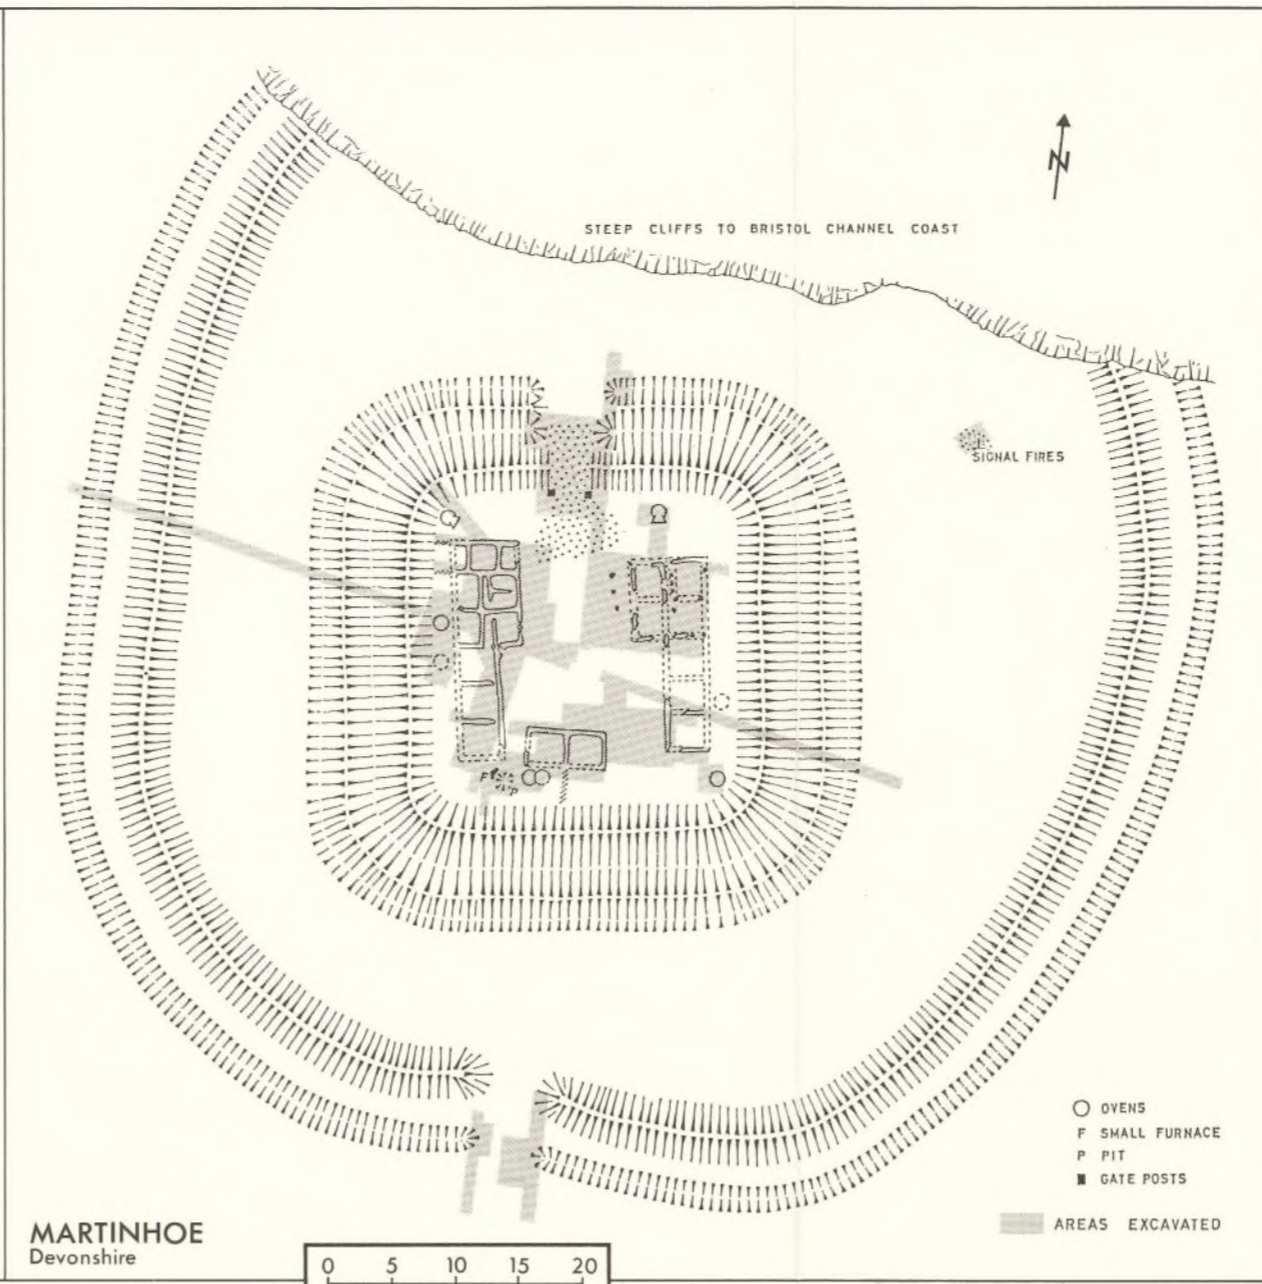 N
STEEP CLIFFS TO BRISTOL CHANNEL COAST
SIGNAL FIRES
F
P
OVENS
F SMALL FURNACE
P PIT
GATE POSTS
AREAS EXCAVATED
MARTINHOE
Devonshire
0 5 10 15 20